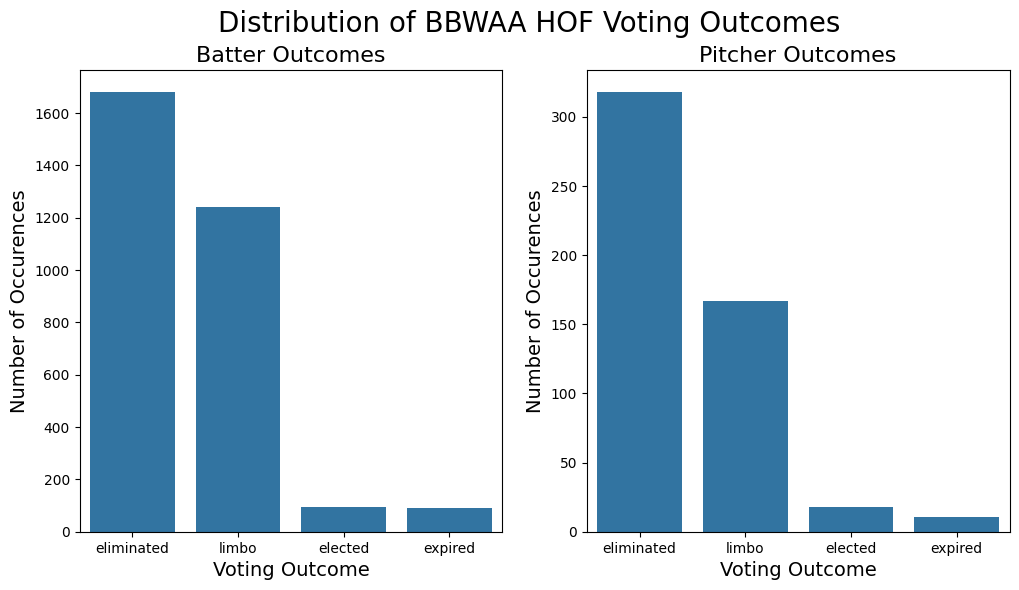 Distribution of BBWAA HOF Voting Outcomes
Batter Outcomes
Number of Occurences
1600
1400
1200
1000
800
600
400
200
0
eliminated limbo elected expired
Voting Outcome
Pitcher Outcomes
Number of Occurences
300
250
200
150
100
50
0
eliminated limbo elected expired
Voting Outcome